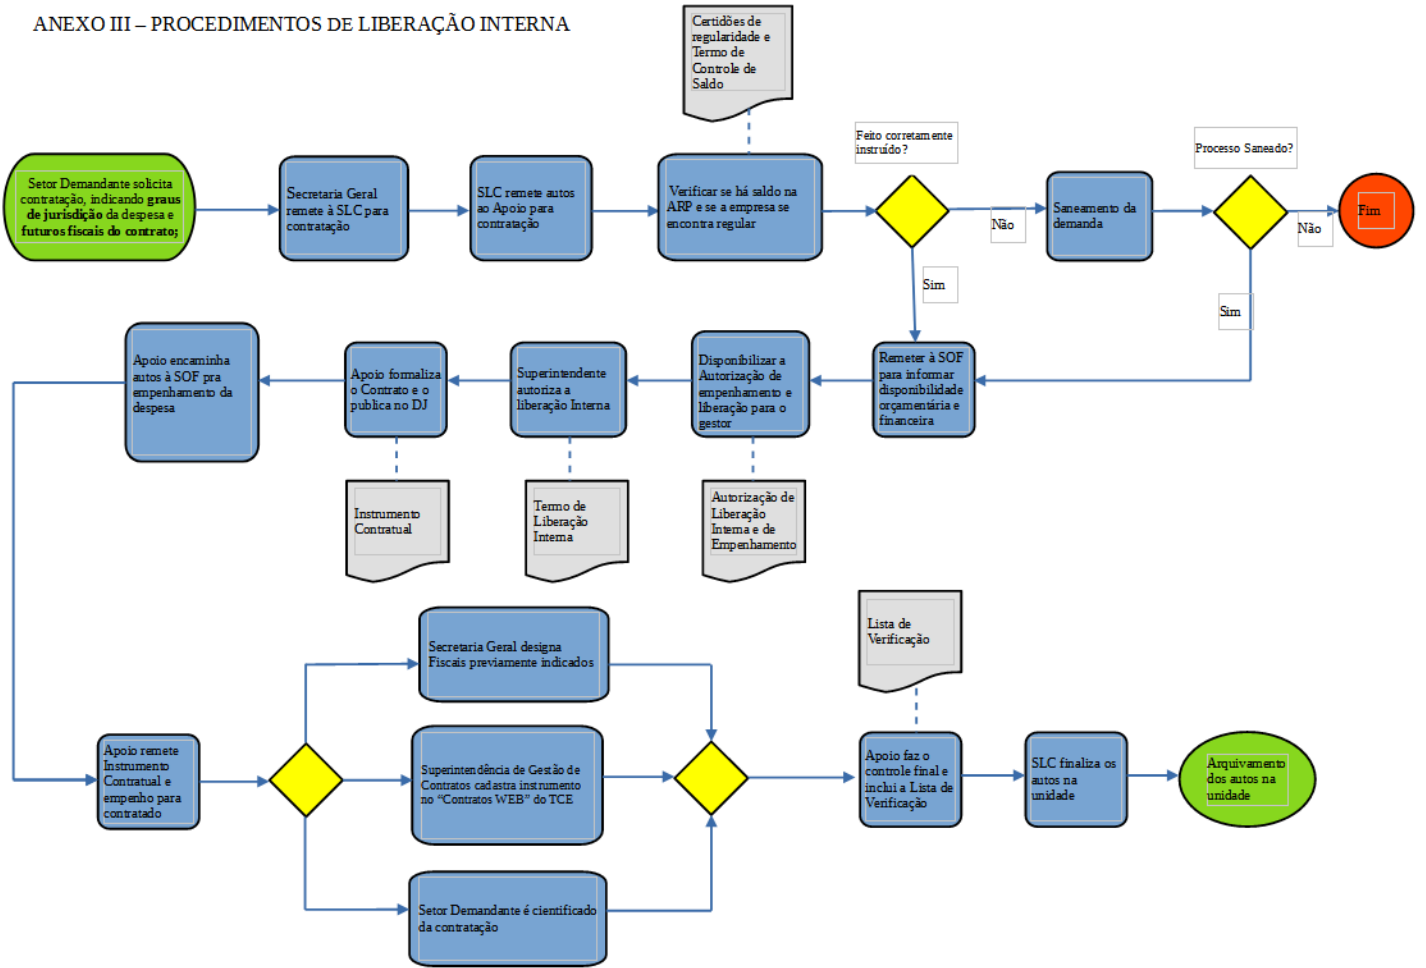 ANEXO III – PROCEDIMENTOS DE LIBERAÇÃO INTERNA
Certidões de
regularidade e
Termo de
Controle de
Saldo
Feito corretamente
instruído?
Processo Saneado?
Setor Demandante solicita
contratação, indicando graus
de jurisdição da despesa e
futuros fiscais do contrato;
Secretaria Geral
remete à SLC para
contratação
SLC remete autos
ao Apoio para
contratação
Verificar se há saldo na
ARP e se a empresa se
encontra regular
Não
Saneamento da
demanda
Não
Fim
Sim
Sim
Apoio encaminha
autos à SOF pra
empenhamento da
despesa
Apoio formaliza
o Contrato e o
publica no DJ
Superintendente
autoriza a
liberação Interna
Disponibilizar a
Autorização de
empenhamento e
liberação para o
gestor
Remeter à SOF
para informar
disponibilidade
orçamentária e
financeira
Instrumento
Contratual
Termo de
Liberação
Interna
Autorização de
Liberação
Interna e de
Empenhamento
Secretaria Geral designa
Fiscais previamente indicados
Lista de
Verificação
Apoio remete
Instrumento
Contratual e
empenho para
contratado
Superintendência de Gestão de
Contratos cadastra instrumento
no “Contratos WEB” do TCE
Apoio faz o
controle final e
inclui a Lista de
Verificação
SLC finaliza os
autos na
unidade
Arquivamento
dos autos na
unidade
Setor Demandante é cientificado
da contratação